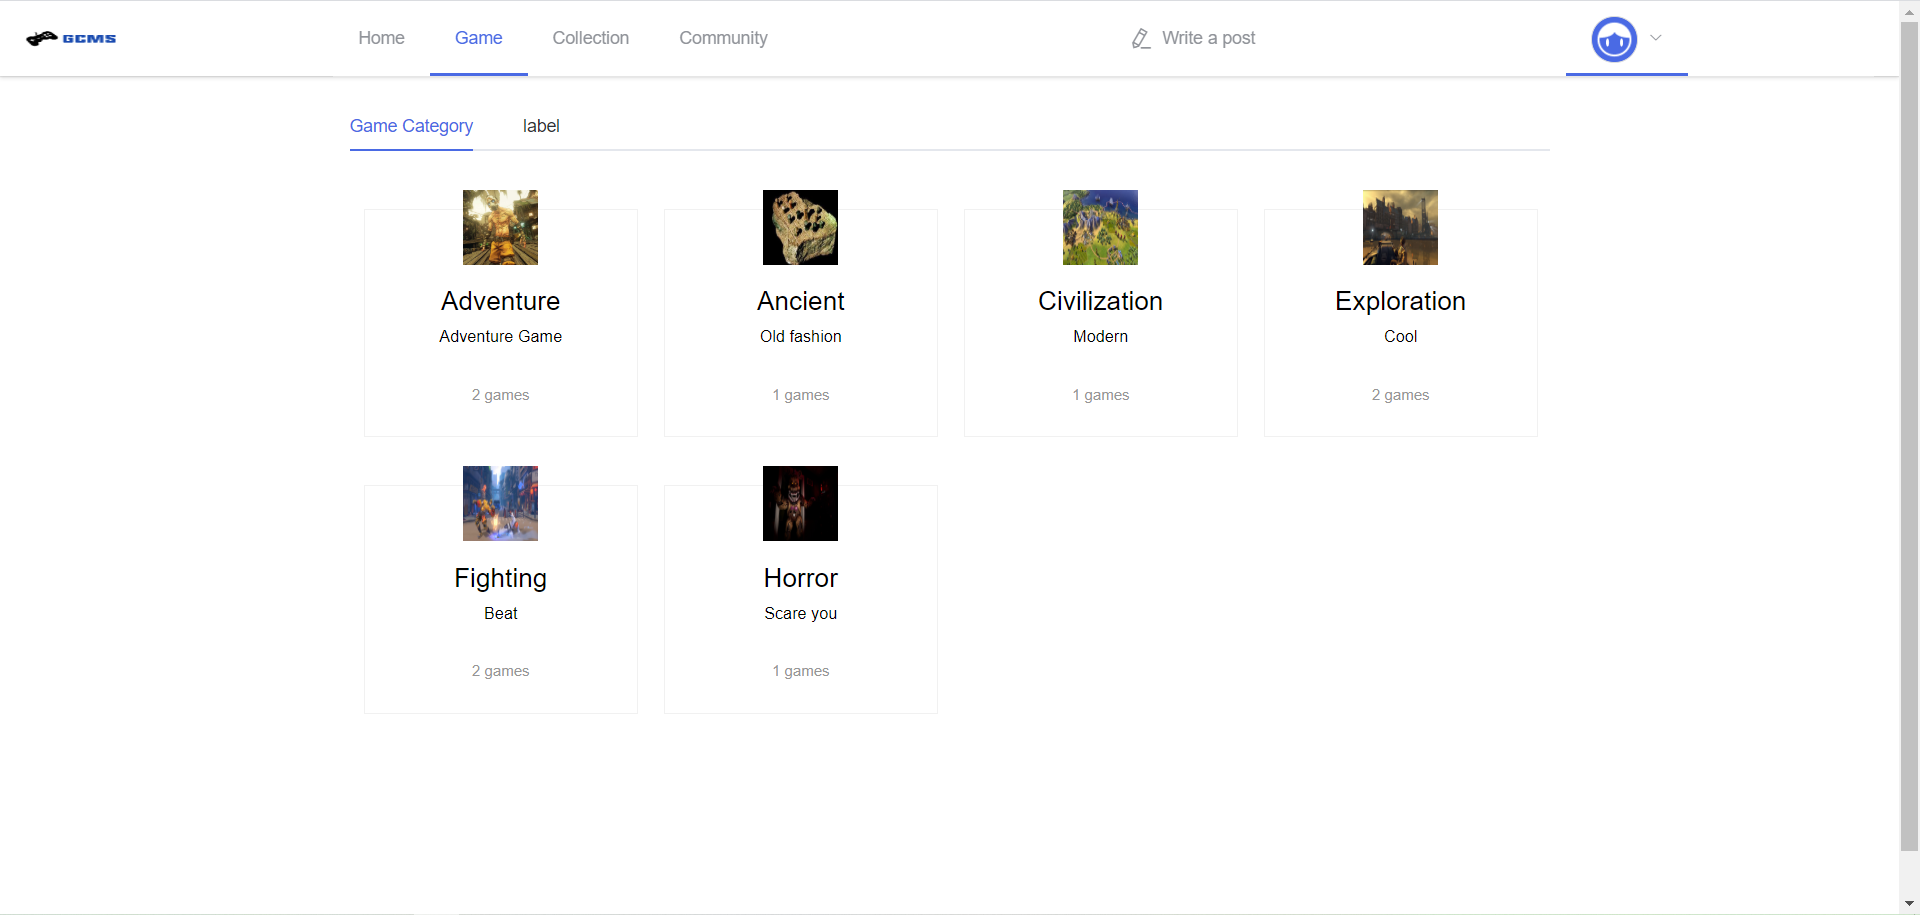 GCMS
Home Game Collection Community Write a post
Game Category label
Adventure Ancient Civilization Exploration
Adventure Game Old fashion Modern Cool
2 games 1 games 1 games 2 games
Fighting Horror
Beat Scare you
2 games 1 games